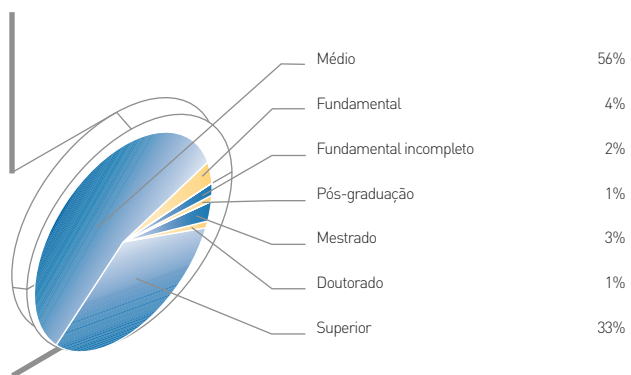 Médio 56%
Fundamental 4%
Fundamental incompleto 2%
Pós-graduação 1%
Mestrado 3%
Doutorado 1%
Superior 33%